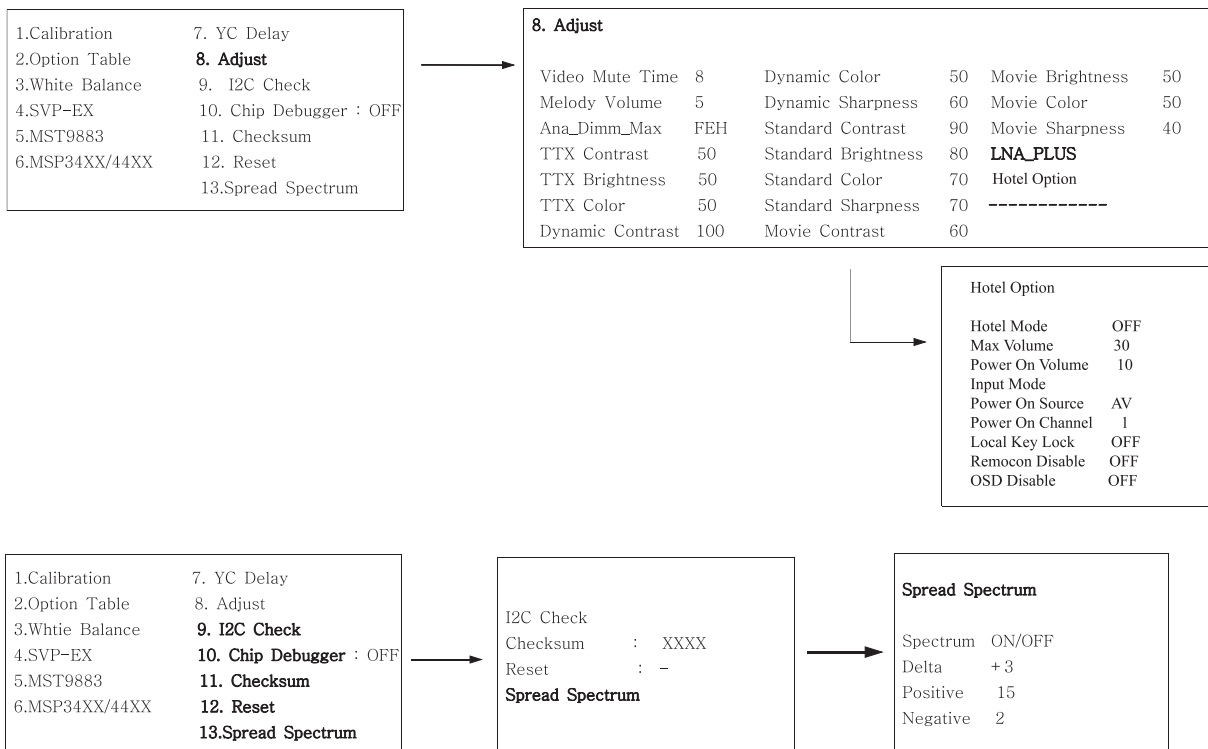 1.Calibration 7. YC Delay
2.Option Table 8. Adjust
3.White Balance 9. I2C Check
4.SVP-EX 10. Chip Debugger : OFF
5.MST9883 11. Checksum
6.MSP34XX/44XX 12. Reset
13.Spread Spectrum
8. Adjust
Video Mute Time 8 Dynamic Color 50 Movie Brightness 50
Melody Volume 5 Dynamic Sharpness 60 Movie Color 50
Ana_Dimm_Max FEH Standard Contrast 90 Movie Sharpness 40
TTX Contrast 50 Standard Brightness 80 LNA_PLUS
TTX Brightness 50 Standard Color 70 Hotel Option
TTX Color 50 Standard Sharpness 70 ------------
Dynamic Contrast 100 Movie Contrast 60
Hotel Option
Hotel Mode OFF
Max Volume 30
Power On Volume 10
Input Mode
Power On Source AV
Power On Channel 1
Local Key Lock OFF
Remocon Disable OFF
OSD Disable OFF
1.Calibration 7. YC Delay
2.Option Table 8. Adjust
3.Whtie Balance 9. I2C Check
4.SVP-EX 10. Chip Debugger : OFF
5.MST9883 11. Checksum
6.MSP34XX/44XX 12. Reset
13.Spread Spectrum
I2C Check
Checksum : XXXX
Reset : -
Spread Spectrum
Spread Spectrum
Spectrum ON/OFF
Delta +3
Positive 15
Negative 2